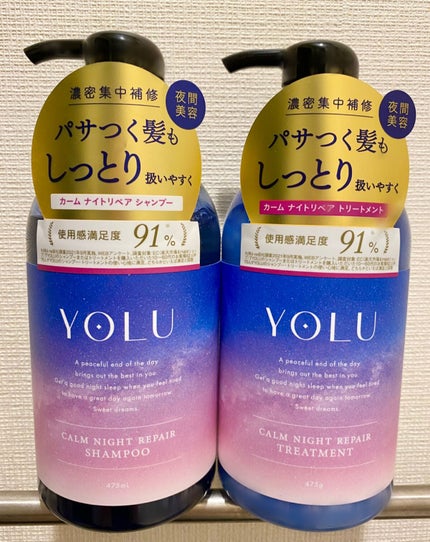 濃密集中補修
夜間
美容
パサつく髪も
しっとり 扱いやすく
カーム ナイトリペア シャンプー
使用感満足度 91%
YOLU
A peaceful end of the day
brings out the best in you.
Get a good night sleep when you feel tired
to have a great day again tomorrow.
Sweet dreams.
CALM NIGHT REPAIR
SHAMPOO
475mL
濃密集中補修
夜間
美容
パサつく髪も
しっとり 扱いやすく
カーム ナイトリペア トリートメント
使用感満足度 91%
YOLU
A peaceful end of the day
brings out the best in you.
Get a good night sleep when you feel tired
to have a great day again tomorrow.
Sweet dreams.
CALM NIGHT REPAIR
TREATMENT
475g